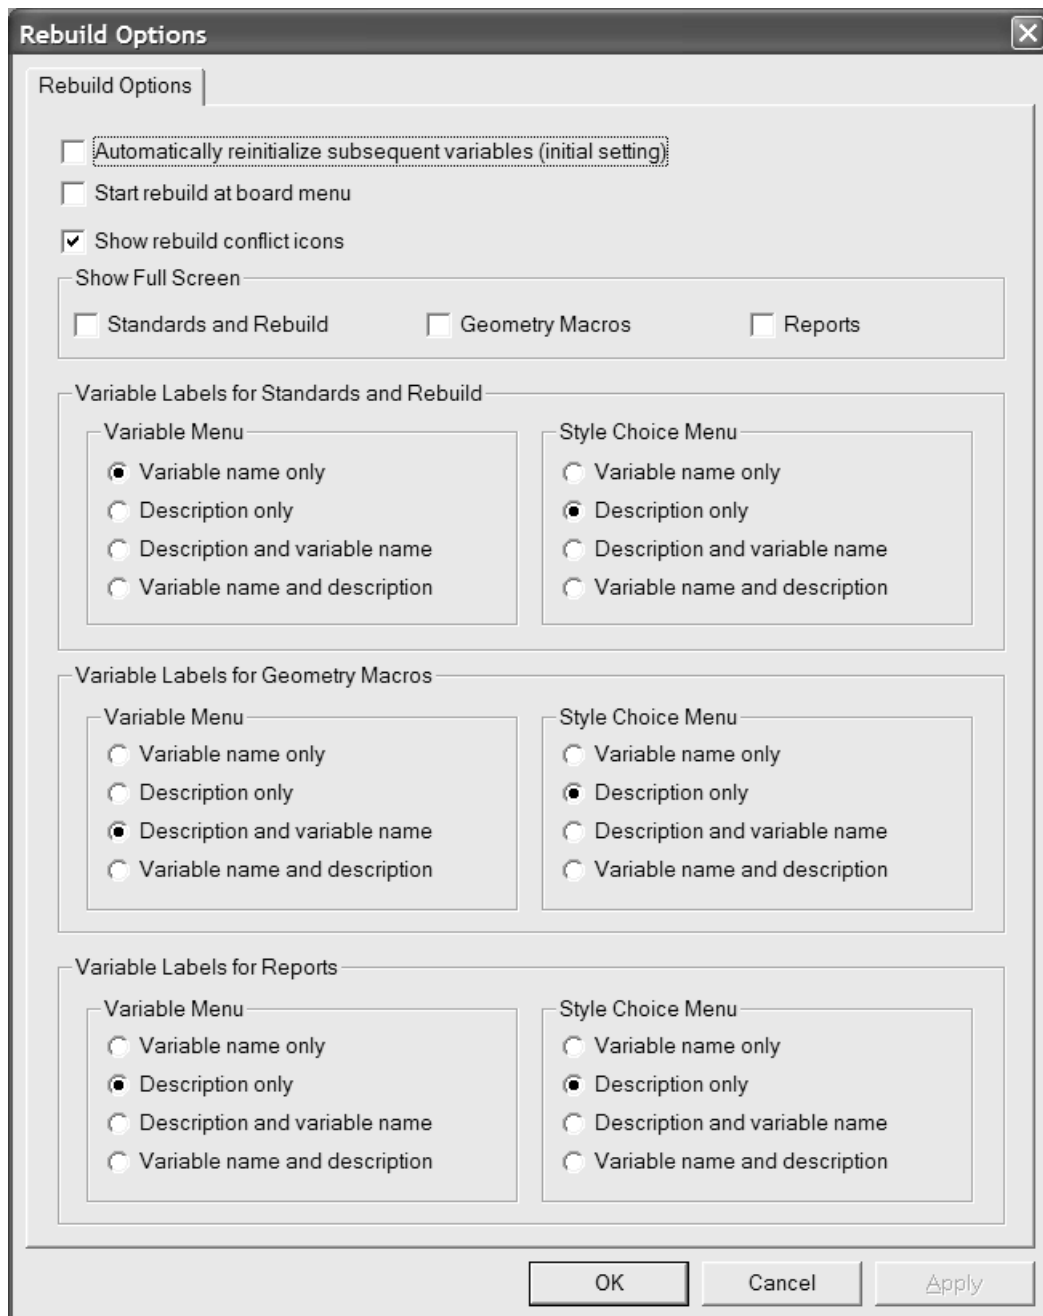 Rebuild Options
Rebuild Options
Automatically reinitialize subsequent variables (initial setting)
Start rebuild at board menu
Show rebuild conflict icons
Show Full Screen
Standards and Rebuild Geometry Macros Reports
Variable Labels for Standards and Rebuild
Variable Menu Style Choice Menu
Variable name only Variable name only
Description only Description only
Description and variable name Description and variable name
Variable name and description Variable name and description
Variable Labels for Geometry Macros
Variable Menu Style Choice Menu
Variable name only Variable name only
Description only Description only
Description and variable name Description and variable name
Variable name and description Variable name and description
Variable Labels for Reports
Variable Menu Style Choice Menu
Variable name only Variable name only
Description only Description only
Description and variable name Description and variable name
Variable name and description Variable name and description
OK Cancel Apply